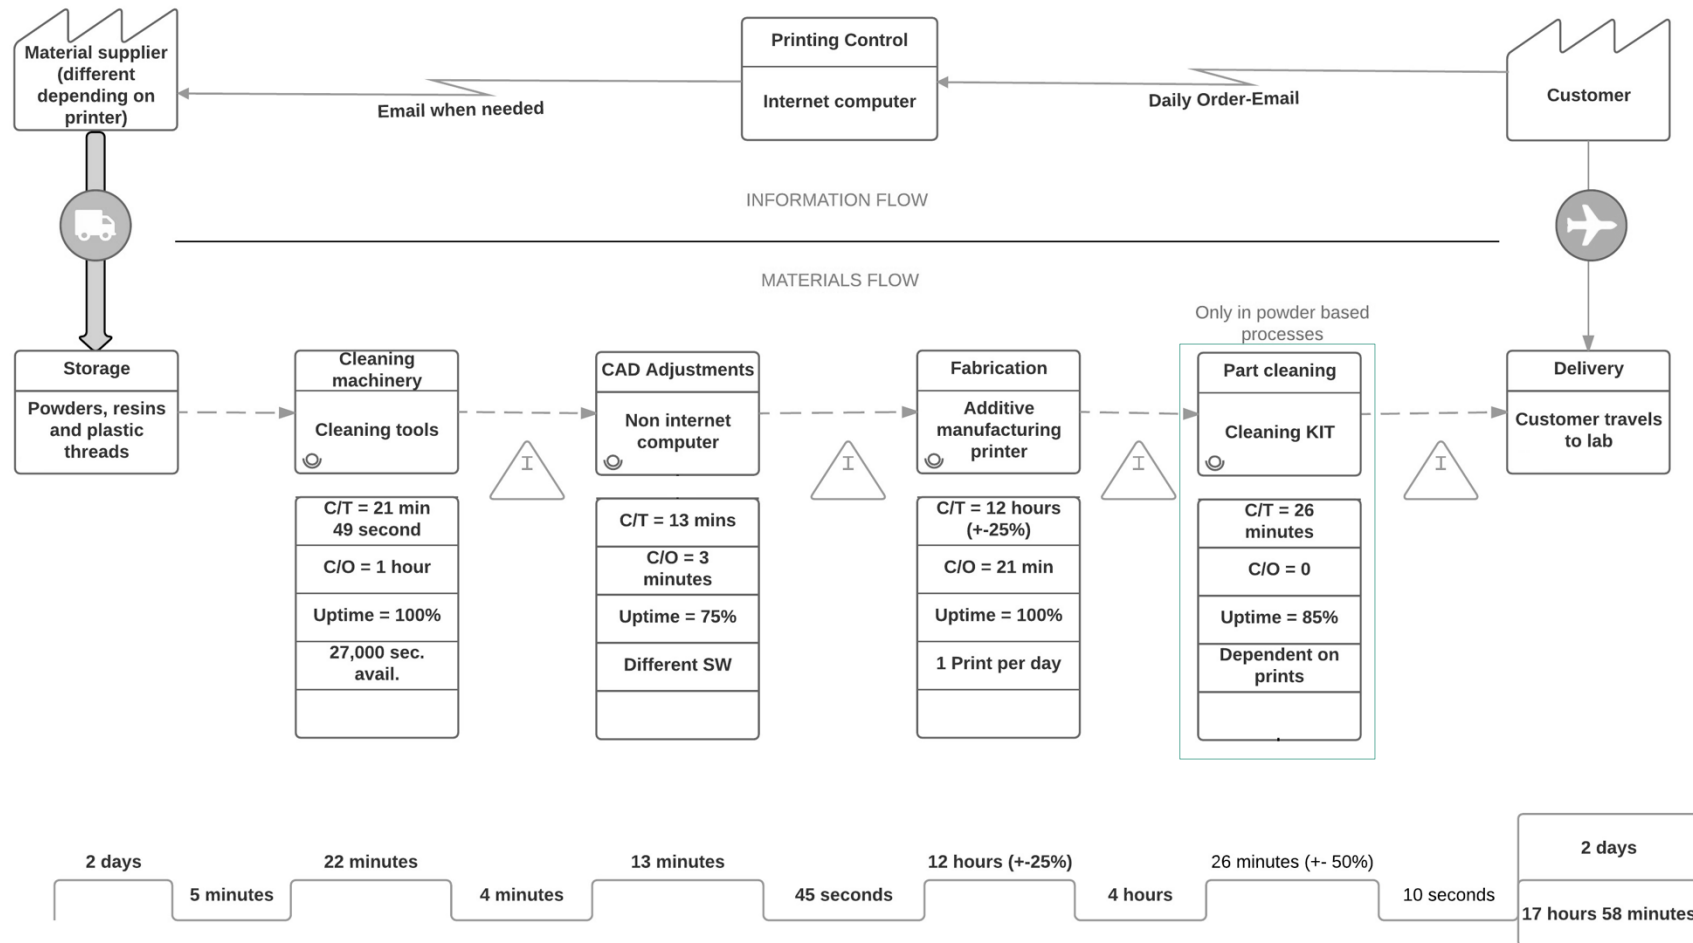 Material supplier
(different
depending on
printer)
Printing Control
Internet computer
Customer
Email when needed
Daily Order-Email
INFORMATION FLOW
MATERIALS FLOW
Only in powder based
processes
Storage
Powders, resins
and plastic
threads
Cleaning
machinery
Cleaning tools
CAD Adjustments
Non internet
computer
Fabrication
Additive
manufacturing
printer
Part cleaning
Cleaning KIT
Delivery
Customer travels
to lab
I
I
I
I
C/T = 21 min
49 second
C/O = 1 hour
Uptime = 100%
27,000 sec.
avail.
C/T = 13 mins
C/O = 3
minutes
Uptime = 75%
Different SW
C/T = 12 hours
(+-25%)
C/O = 21 min
Uptime = 100%
1 Print per day
C/T = 26
minutes
C/O = 0
Uptime = 85%
Dependent on
prints
2 days
5 minutes
22 minutes
4 minutes
13 minutes
45 seconds
12 hours (+-25%)
4 hours
26 minutes (+- 50%)
10 seconds
2 days
17 hours 58 minutes